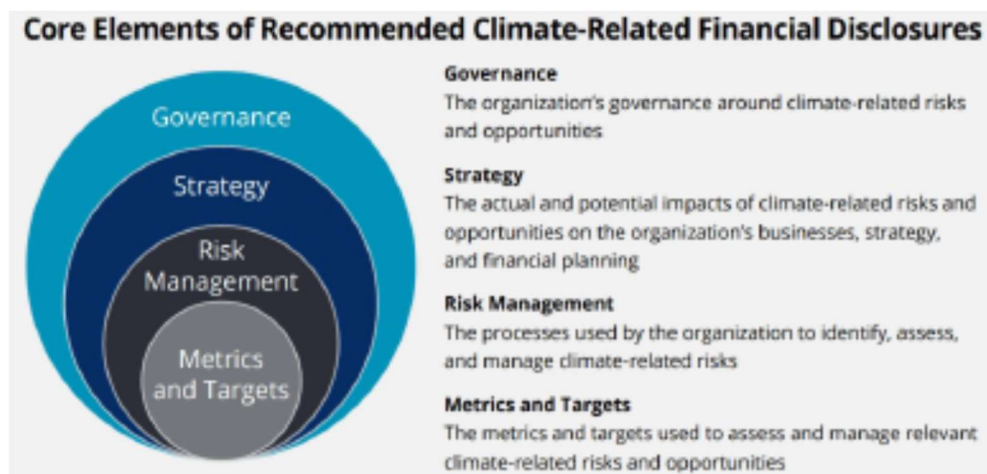 Core Elements of Recommended Climate-Related Financial Disclosures
Governance
Strategy
Risk
Management
Metrics
and Targets
Governance
The organization's governance around climate-related risks
and opportunities
Strategy
The actual and potential impacts of climate-related risks and
opportunities on the organization's businesses, strategy,
and financial planning
Risk Management
The processes used by the organization to identify, assess,
and manage climate-related risks
Metrics and Targets
The metrics and targets used to assess and manage relevant
climate-related risks and opportunities